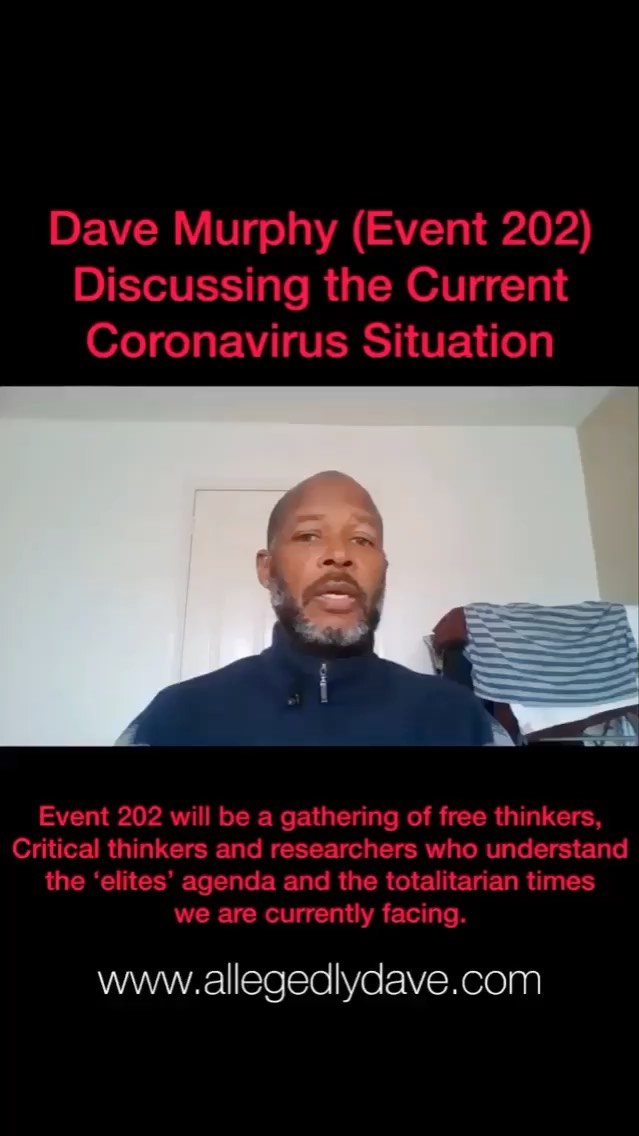 Dave Murphy (Event 202)
Discussing the Current
Coronavirus Situation
Event 202 will be a gathering of free thinkers,
Critical thinkers and researchers who understand
the ‘elites’ agenda and the totalitarian times
we are currently facing.
www.allegedlydave.com